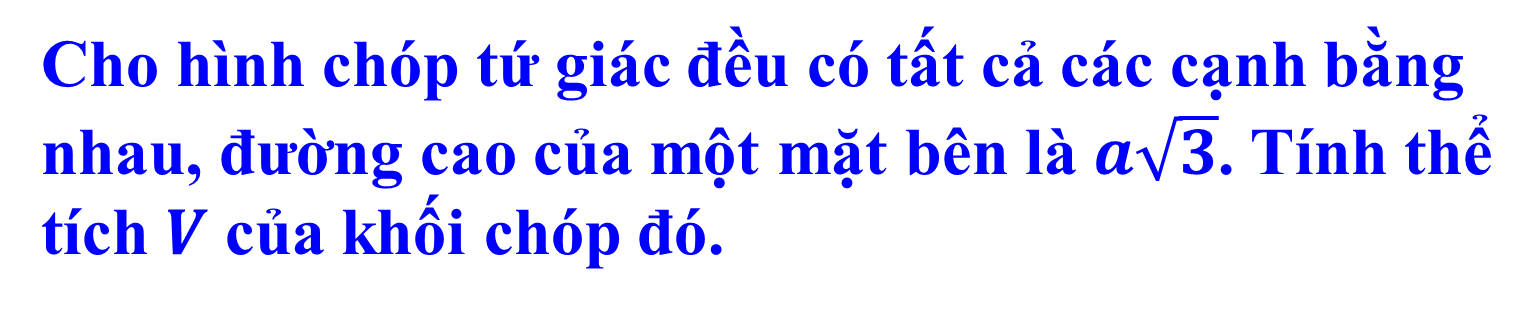 Cho hình chóp tứ giác đều có tất cả các cạnh bằng
nhau, đường cao của một mặt bên là $a\sqrt{3}$. Tính thể
tích $V$ của khối chóp đó.